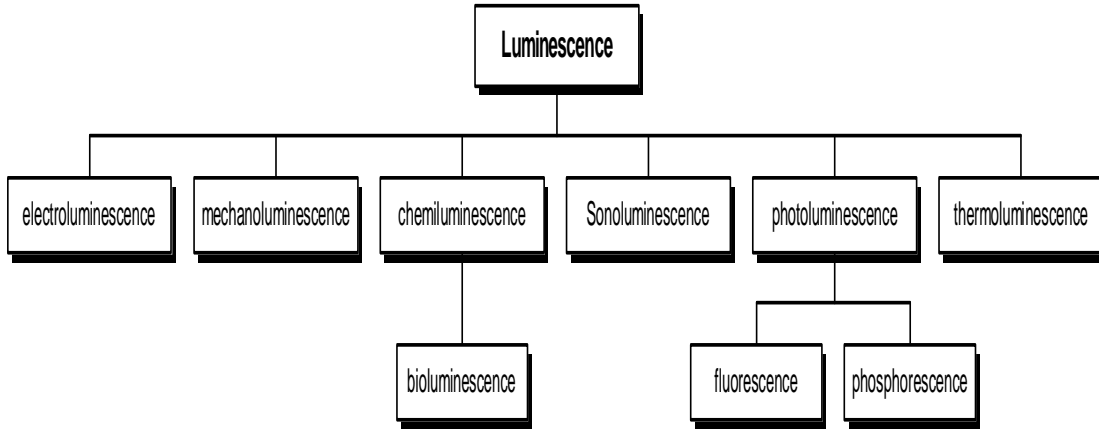 Luminescence
electroluminescence
mechanoluminescence
chemiluminescence
Sonoluminescence
photoluminescence
thermoluminescence
bioluminescence
fluorescence
phosphorescence